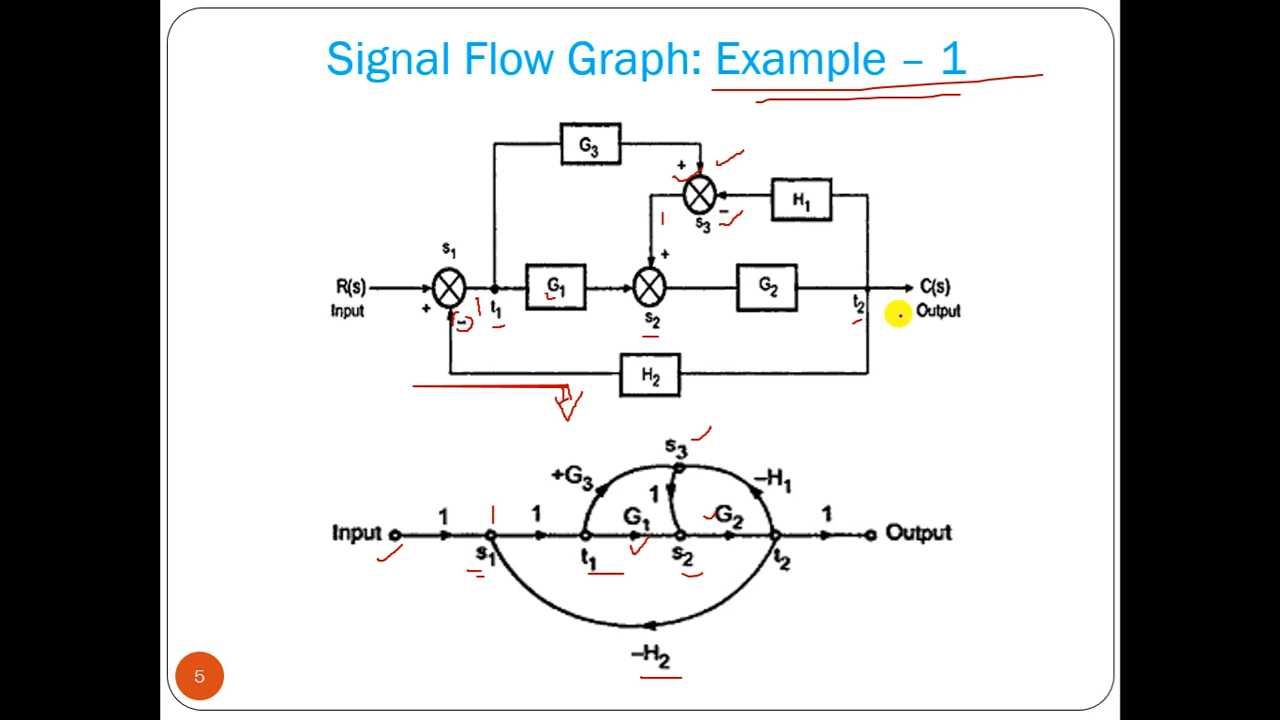 Signal Flow Graph: Example – 1
G₃
+
H₁
–
s₃
s₁
+
R(s)
G₁
G₂
C(s)
Input
+
–
t₁
s₂
t₂
Output
H₂
s₃
+G₃
–H₁
1
1
1
G₁
G₂
1
Input
Output
s₁
t₁
s₂
t₂
–H₂
5